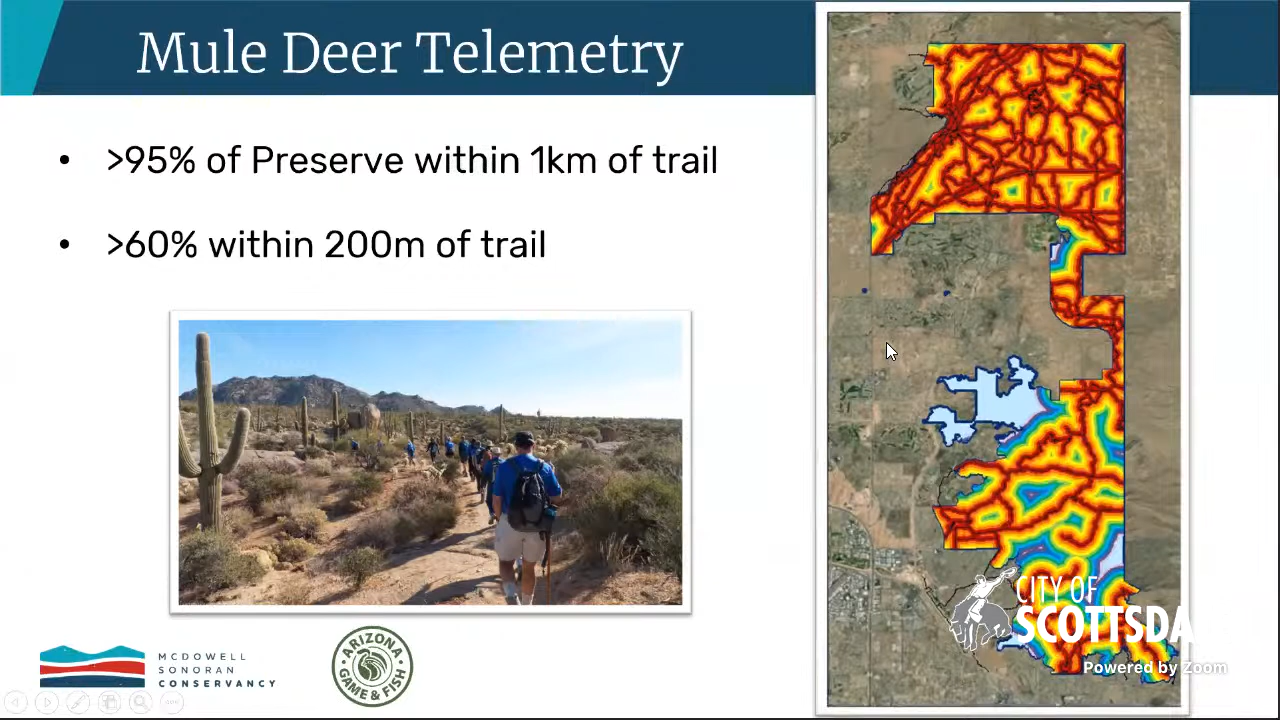 Mule Deer Telemetry
• >95% of Preserve within 1km of trail
• >60% within 200m of trail
MCDOWELL
SONORAN
CONSERVANCY
ARIZONA
GAME & FISH
CITY OF
SCOTTSDA
Powered by Zoom